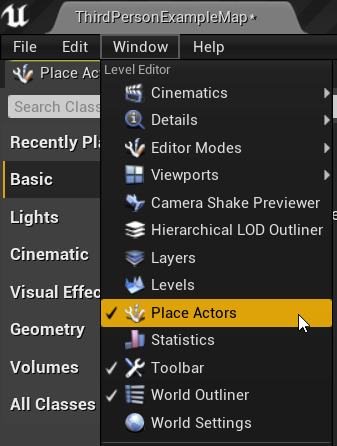 ThirdPersonExampleMap*
File Edit Window Help
Level Editor
Place Ac
Search Class
Recently Pla
Basic
Lights
Cinematic
Visual Effec
Geometry
Volumes
All Classes
Cinematics
Details
Editor Modes
Viewports
Camera Shake Previewer
Hierarchical LOD Outliner
Layers
Levels
Place Actors
Statistics
Toolbar
World Outliner
World Settings